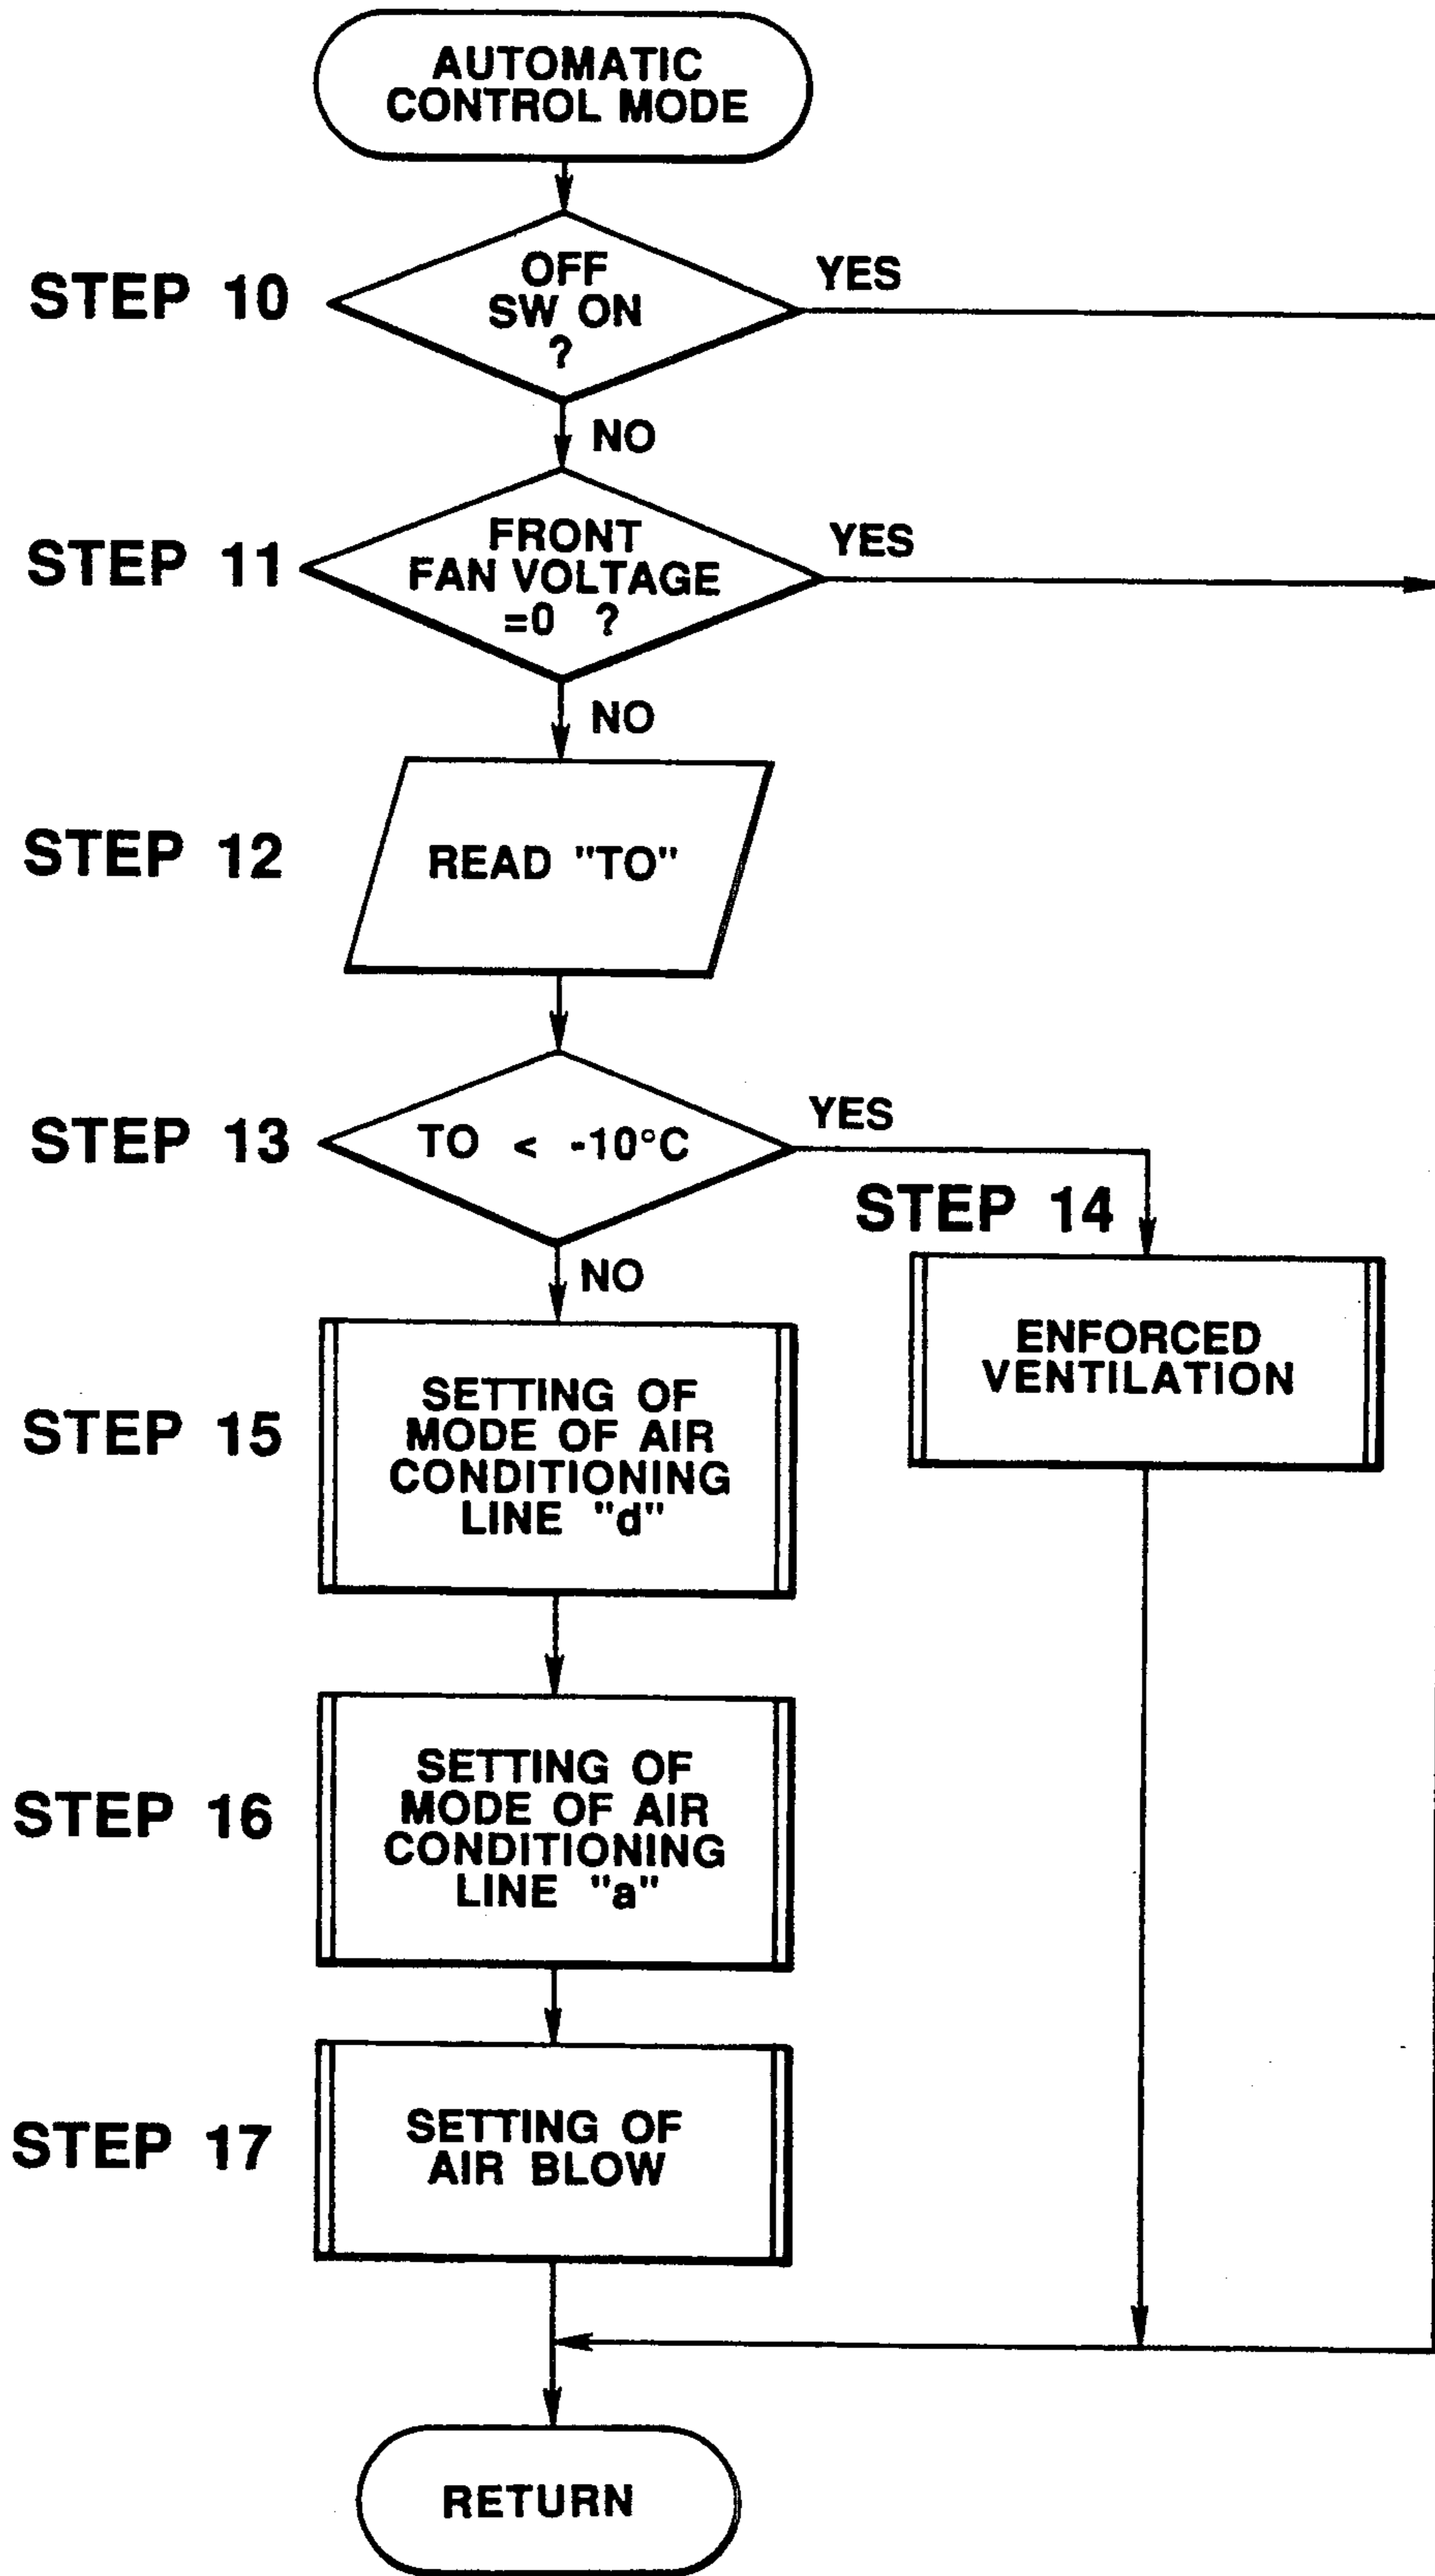 AUTOMATIC
CONTROL MODE
STEP 10
OFF
SW ON
?
YES
NO
STEP 11
FRONT
FAN VOLTAGE
=0 ?
YES
NO
STEP 12
READ "TO"
STEP 13
TO < -10°C
YES
NO
STEP 14
ENFORCED
VENTILATION
STEP 15
SETTING OF
MODE OF AIR
CONDITIONING
LINE "d"
STEP 16
SETTING OF
MODE OF AIR
CONDITIONING
LINE "a"
STEP 17
SETTING OF
AIR BLOW
RETURN